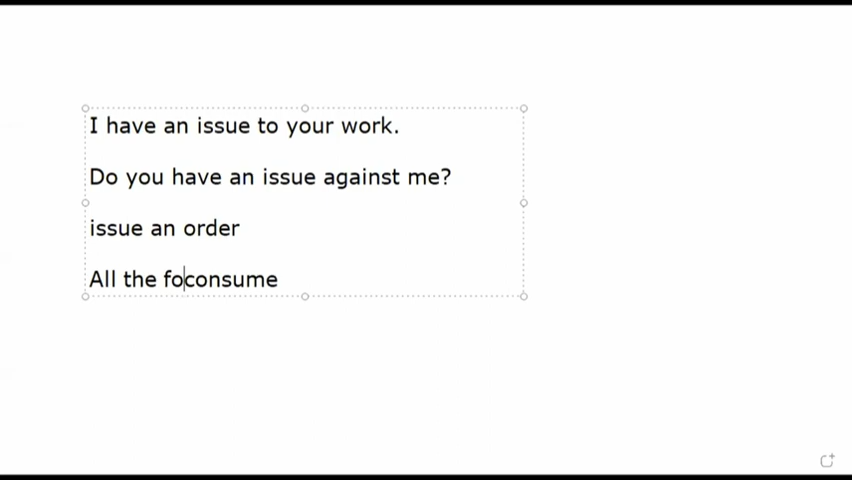 I have an issue to your work.
Do you have an issue against me?
issue an order
All the foconsume